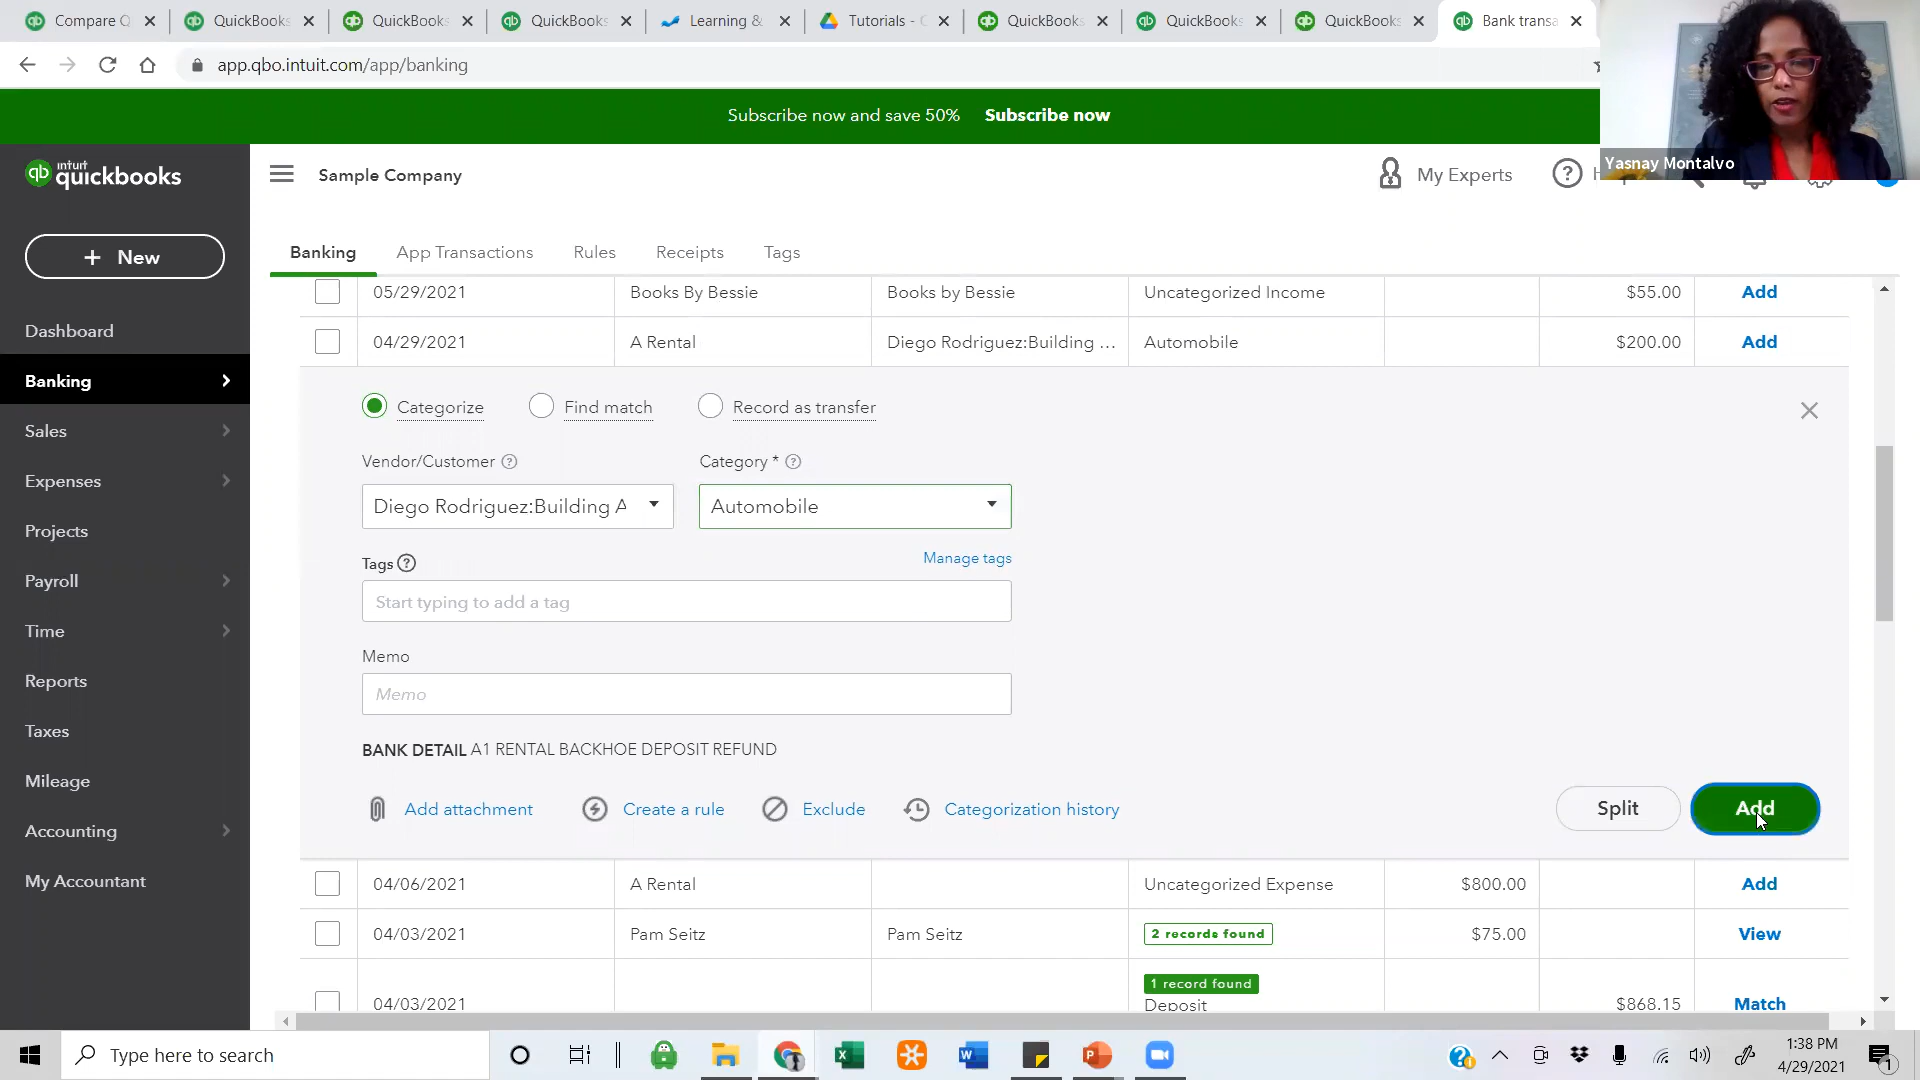 Compare Q
QuickBooks
QuickBooks
QuickBooks
Learning &
Tutorials - C
QuickBooks
QuickBooks
QuickBooks
Bank transa
app.qbo.intuit.com/app/banking
Subscribe now and save 50% Subscribe now
Yasnay Montalvo
intuit
quickbooks
Sample Company
My Experts
New
Banking App Transactions Rules Receipts Tags
Dashboard
Banking
Sales
Expenses
Projects
Payroll
Time
Reports
Taxes
Mileage
Accounting
My Accountant
05/29/2021 Books By Bessie Books by Bessie Uncategorized Income $55.00 Add
04/29/2021 A Rental Diego Rodriguez:Building ... Automobile $200.00 Add
Categorize Find match Record as transfer
Vendor/Customer Category *
Diego Rodriguez:Building A Automobile
Tags Manage tags
Start typing to add a tag
Memo
Memo
BANK DETAIL A1 RENTAL BACKHOE DEPOSIT REFUND
Add attachment Create a rule Exclude Categorization history Split Add
04/06/2021 A Rental Uncategorized Expense $800.00 Add
04/03/2021 Pam Seitz Pam Seitz 2 records found $75.00 View
1 record found
04/03/2021 Deposit $868.15 Match
Type here to search
1:38 PM
4/29/2021
1